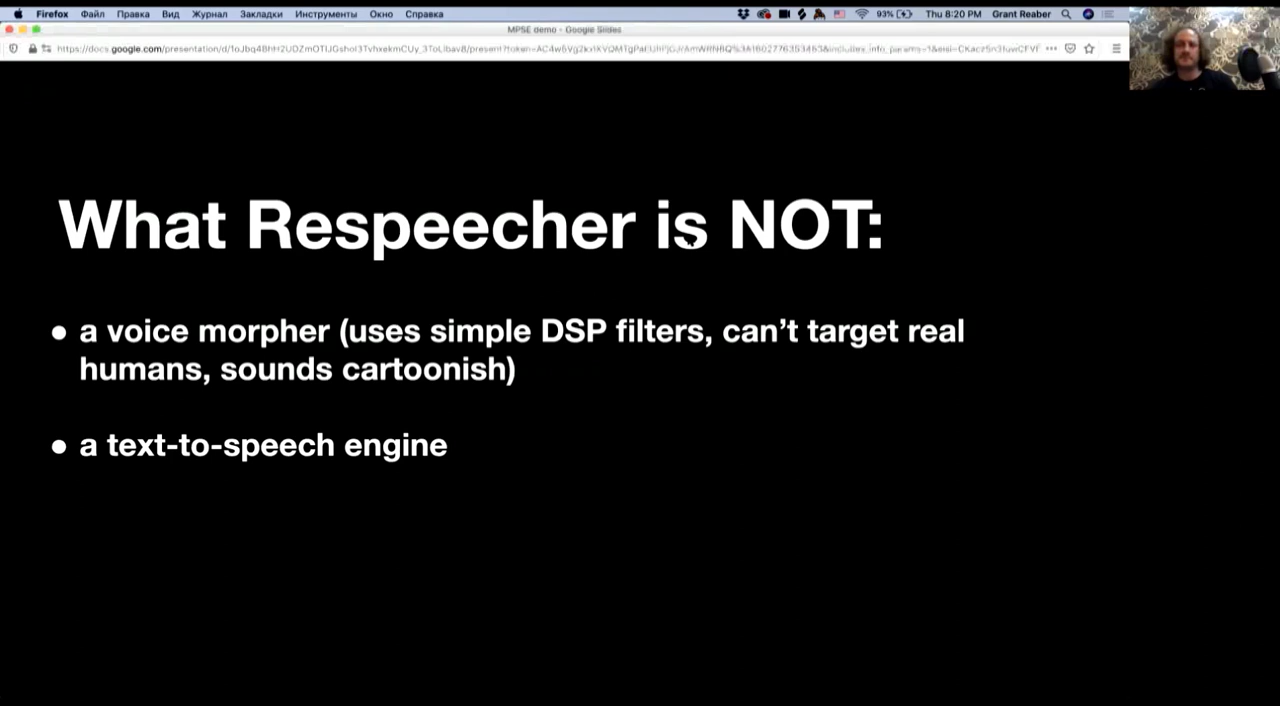 Firefox Файл Правка Вид Журнал Закладки Инструменты Окно Справка 93% Thu 8:20 PM Grant Reaber
MPSE demo - Google Slides
What Respeecher is NOT:
● a voice morpher (uses simple DSP filters, can’t target real
humans, sounds cartoonish)
● a text-to-speech engine